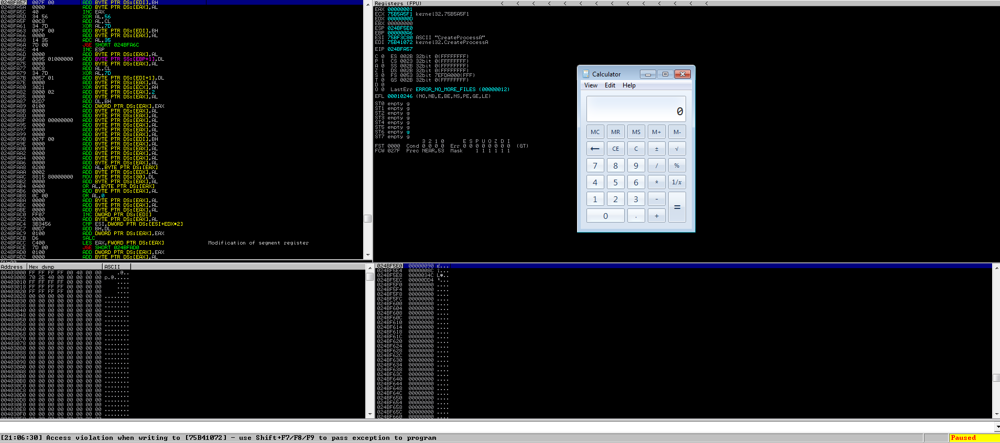 024BFA57 007F 00 ADD BYTE PTR DS:[EDI],BH
024BFA5A 0000 ADD BYTE PTR DS:[EAX],AL
024BFA5C 40 INC EAX
024BFA5D 34 56 XOR AL,56
024BFA5F 00C8 ADD AL,CL
024BFA61 34 7D XOR AL,7D
024BFA63 007F 00 ADD BYTE PTR DS:[EDI],BH
024BFA66 0000 ADD BYTE PTR DS:[EAX],AL
024BFA68 14 35 ADC AL,35
024BFA6A 7D 00 JGE SHORT 024BFA6C
024BFA6C 44 INC ESP
024BFA6D 0000 ADD BYTE PTR DS:[EAX],AL
024BFA6F 0095 01000000 ADD BYTE PTR SS:[EBP+1],DL
024BFA75 0000 ADD BYTE PTR DS:[EAX],AL
024BFA77 00C8 ADD AL,CL
024BFA79 34 7D XOR AL,7D
024BFA7B 0057 01 ADD BYTE PTR DS:[EDI+1],DL
024BFA7E 0000 ADD BYTE PTR DS:[EAX],AL
024BFA80 3021 XOR BYTE PTR DS:[ECX],AH
024BFA82 8000 02 ADD BYTE PTR DS:[EAX],2
024BFA85 0000 ADD BYTE PTR DS:[EAX],AL
024BFA87 02D7 ADD DL,BH
024BFA89 0100 ADD DWORD PTR DS:[EAX],EAX
024BFA8B 0000 ADD BYTE PTR DS:[EAX],AL
024BFA8D 0000 ADD BYTE PTR DS:[EAX],AL
024BFA8F 0080 00000000 ADD BYTE PTR DS:[EAX],AL
024BFA95 0000 ADD BYTE PTR DS:[EAX],AL
024BFA97 0000 ADD BYTE PTR DS:[EAX],AL
024BFA99 0000 ADD BYTE PTR DS:[EAX],AL
024BFA9B 007F 00 ADD BYTE PTR DS:[EDI],BH
024BFA9E 0000 ADD BYTE PTR DS:[EAX],AL
024BFAA0 0000 ADD BYTE PTR DS:[EAX],AL
024BFAA2 0000 ADD BYTE PTR DS:[EAX],AL
024BFAA4 0000 ADD BYTE PTR DS:[EAX],AL
024BFAA6 0000 ADD BYTE PTR DS:[EAX],AL
024BFAA8 0200 ADD AL,BYTE PTR DS:[EAX]
024BFAAA 0002 ADD BYTE PTR DS:[EDX],AL
024BFAAC 8815 80000000 MOV BYTE PTR DS:[80],DL
024BFAB2 0000 ADD BYTE PTR DS:[EAX],AL
024BFAB4 0A00 OR AL,BYTE PTR DS:[EAX]
024BFAB6 0000 ADD BYTE PTR DS:[EAX],AL
024BFAB8 0C 00 OR AL,0
024BFABA 0000 ADD BYTE PTR DS:[EAX],AL
024BFABC 0000 ADD BYTE PTR DS:[EAX],AL
024BFABE 0000 ADD BYTE PTR DS:[EAX],AL
024BFAC0 FF07 INC DWORD PTR DS:[EDI]
024BFAC2 0000 ADD BYTE PTR DS:[EAX],AL
024BFAC4 3B3456 CMP ESI,DWORD PTR DS:[ESI+EDX*2]
024BFAC7 00D7 ADD BH,DL
024BFAC9 0100 ADD DWORD PTR DS:[EAX],EAX
024BFACB D6 SALC
024BFACC C400 LES EAX,FWORD PTR DS:[EAX] Modification of segment register
024BFACE 7D 00 JGE SHORT 024BFAD0
024BFAD0 0100 ADD DWORD PTR DS:[EAX],EAX
024BFAD2 0000 ADD BYTE PTR DS:[EAX],AL
Registers (FPU) < < < < < < < < < < < < < <
EAX 00000001
ECX 75B5A5F1 kernel32.75B5A5F1
EDX 0000000D
EBX 00000000
ESP 024BF5E0
EBP 000000A6
ESI 75BF3C80 ASCII "CreateProcessA"
EDI 75B41072 kernel32.CreateProcessA
EIP 024BFA57
C 0 ES 002B 32bit 0(FFFFFFFF)
P 1 CS 0023 32bit 0(FFFFFFFF)
A 0 SS 002B 32bit 0(FFFFFFFF)
Z 1 DS 002B 32bit 0(FFFFFFFF)
S 0 FS 0053 32bit 7EFDA000(FFF)
T 0 GS 002B 32bit 0(FFFFFFFF)
D 0
O 0 LastErr ERROR_NO_MORE_FILES (00000012)
EFL 00010246 (NO,NB,E,BE,NS,PE,GE,LE)
ST0 empty g
ST1 empty g
ST2 empty g
ST3 empty g
ST4 empty g
ST5 empty g
ST6 empty g
ST7 empty g
3 2 1 0 E S P U O Z D I
FST 0000 Cond 0 0 0 0 Err 0 0 0 0 0 0 0 0 (GT)
FCW 027F Prec NEAR,53 Mask 1 1 1 1 1 1
Calculator
View Edit Help
0
MC MR MS M+ M-
← CE C ± √
7 8 9 / %
4 5 6 * 1/x
1 2 3 - =
0 . +
Address Hex dump ASCII
00403000 FF FF FF FF 00 40 00 00 .@..
00403008 70 2E 40 00 00 00 00 00 p.@.....
00403010 FF FF FF FF 00 00 00 00 ....
00403018 FF FF FF FF 00 00 00 00 ....
00403020 FF FF FF FF 00 00 00 00 ....
00403028 00 00 00 00 00 00 00 00 ........
00403030 00 00 00 00 00 00 00 00 ........
00403038 00 00 00 00 00 00 00 00 ........
00403040 00 00 00 00 00 00 00 00 ........
00403048 00 00 00 00 00 00 00 00 ........
00403050 00 00 00 00 00 00 00 00 ........
00403058 00 00 00 00 00 00 00 00 ........
00403060 00 00 00 00 00 00 00 00 ........
00403068 00 00 00 00 00 00 00 00 ........
00403070 00 00 00 00 00 00 00 00 ........
00403078 00 00 00 00 00 00 00 00 ........
00403080 00 00 00 00 00 00 00 00 ........
00403088 00 00 00 00 00 00 00 00 ........
00403090 00 00 00 00 00 00 00 00 ........
00403098 00 00 00 00 00 00 00 00 ........
004030A0 00 00 00 00 00 00 00 00 ........
004030A8 00 00 00 00 00 00 00 00 ........
004030B0 00 00 00 00 00 00 00 00 ........
004030B8 00 00 00 00 00 00 00 00 ........
004030C0 00 00 00 00 00 00 00 00 ........
004030C8 00 00 00 00 00 00 00 00 ........
004030D0 00 00 00 00 00 00 00 00 ........
004030D8 00 00 00 00 00 00 00 00 ........
004030E0 00 00 00 00 00 00 00 00 ........
004030E8 00 00 00 00 00 00 00 00 ........
004030F0 00 00 00 00 00 00 00 00 ........
024BF5E0 00000090 É...
024BF5E4 0000008C î...
024BF5E8 0000034C L♥..
024BF5EC 00000DD4 ...
024BF5F0 00000000 ....
024BF5F4 00000000 ....
024BF5F8 00000000 ....
024BF5FC 00000000 ....
024BF600 00000000 ....
024BF604 00000000 ....
024BF608 00000000 ....
024BF60C 00000000 ....
024BF610 00000000 ....
024BF614 00000000 ....
024BF618 00000000 ....
024BF61C 00000000 ....
024BF620 00000000 ....
024BF624 00000000 ....
024BF628 00000000 ....
024BF62C 00000000 ....
024BF630 00000000 ....
024BF634 00000000 ....
024BF638 00000000 ....
024BF63C 00000000 ....
024BF640 00000000 ....
024BF644 00000000 ....
024BF648 00000000 ....
024BF64C 00000000 ....
024BF650 00000000 ....
024BF654 00000000 ....
024BF658 00000000 ....
024BF65C 00000000 ....
024BF660 00000000 ....
[21:06:30] Access violation when writing to [75B41072] - use Shift+F7/F8/F9 to pass exception to program
Paused